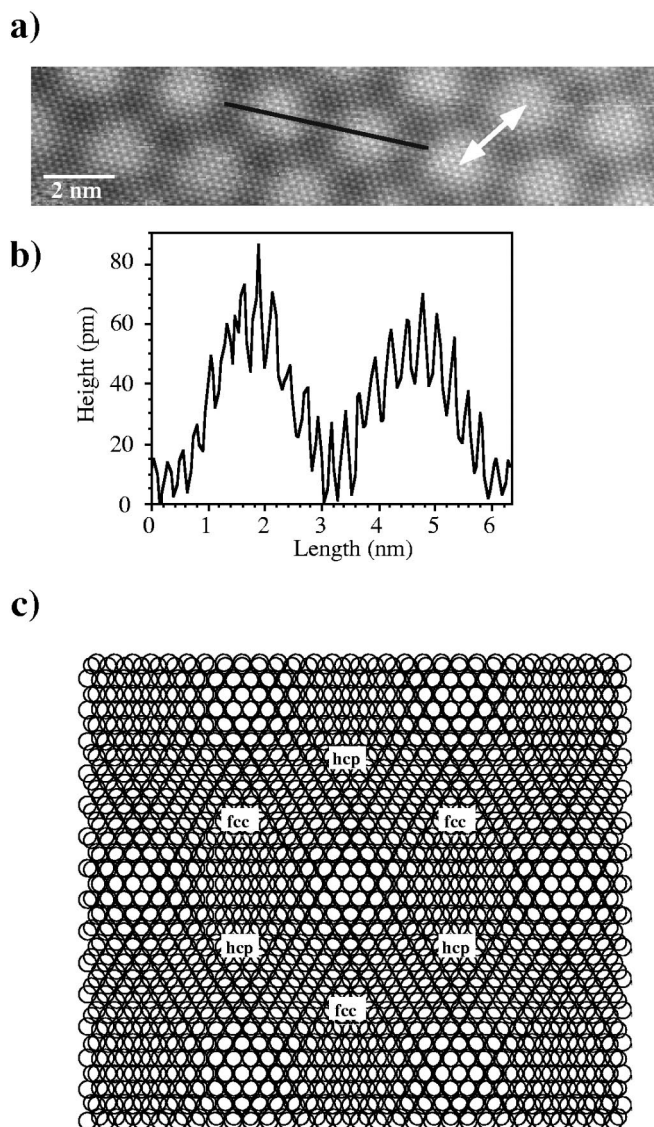 a)
2 nm
b)
Height (pm)
80
60
40
20
0
0 1 2 3 4 5 6
Length (nm)
c)
hcp
fcc fcc
hcp hcp
fcc